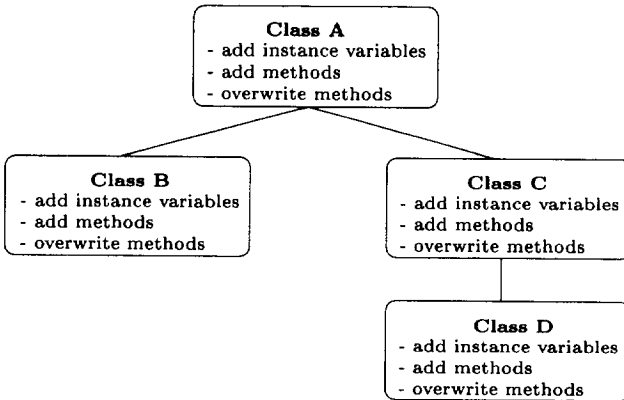 Class A
- add instance variables
- add methods
- overwrite methods
Class B
- add instance variables
- add methods
- overwrite methods
Class C
- add instance variables
- add methods
- overwrite methods
Class D
- add instance variables
- add methods
- overwrite methods